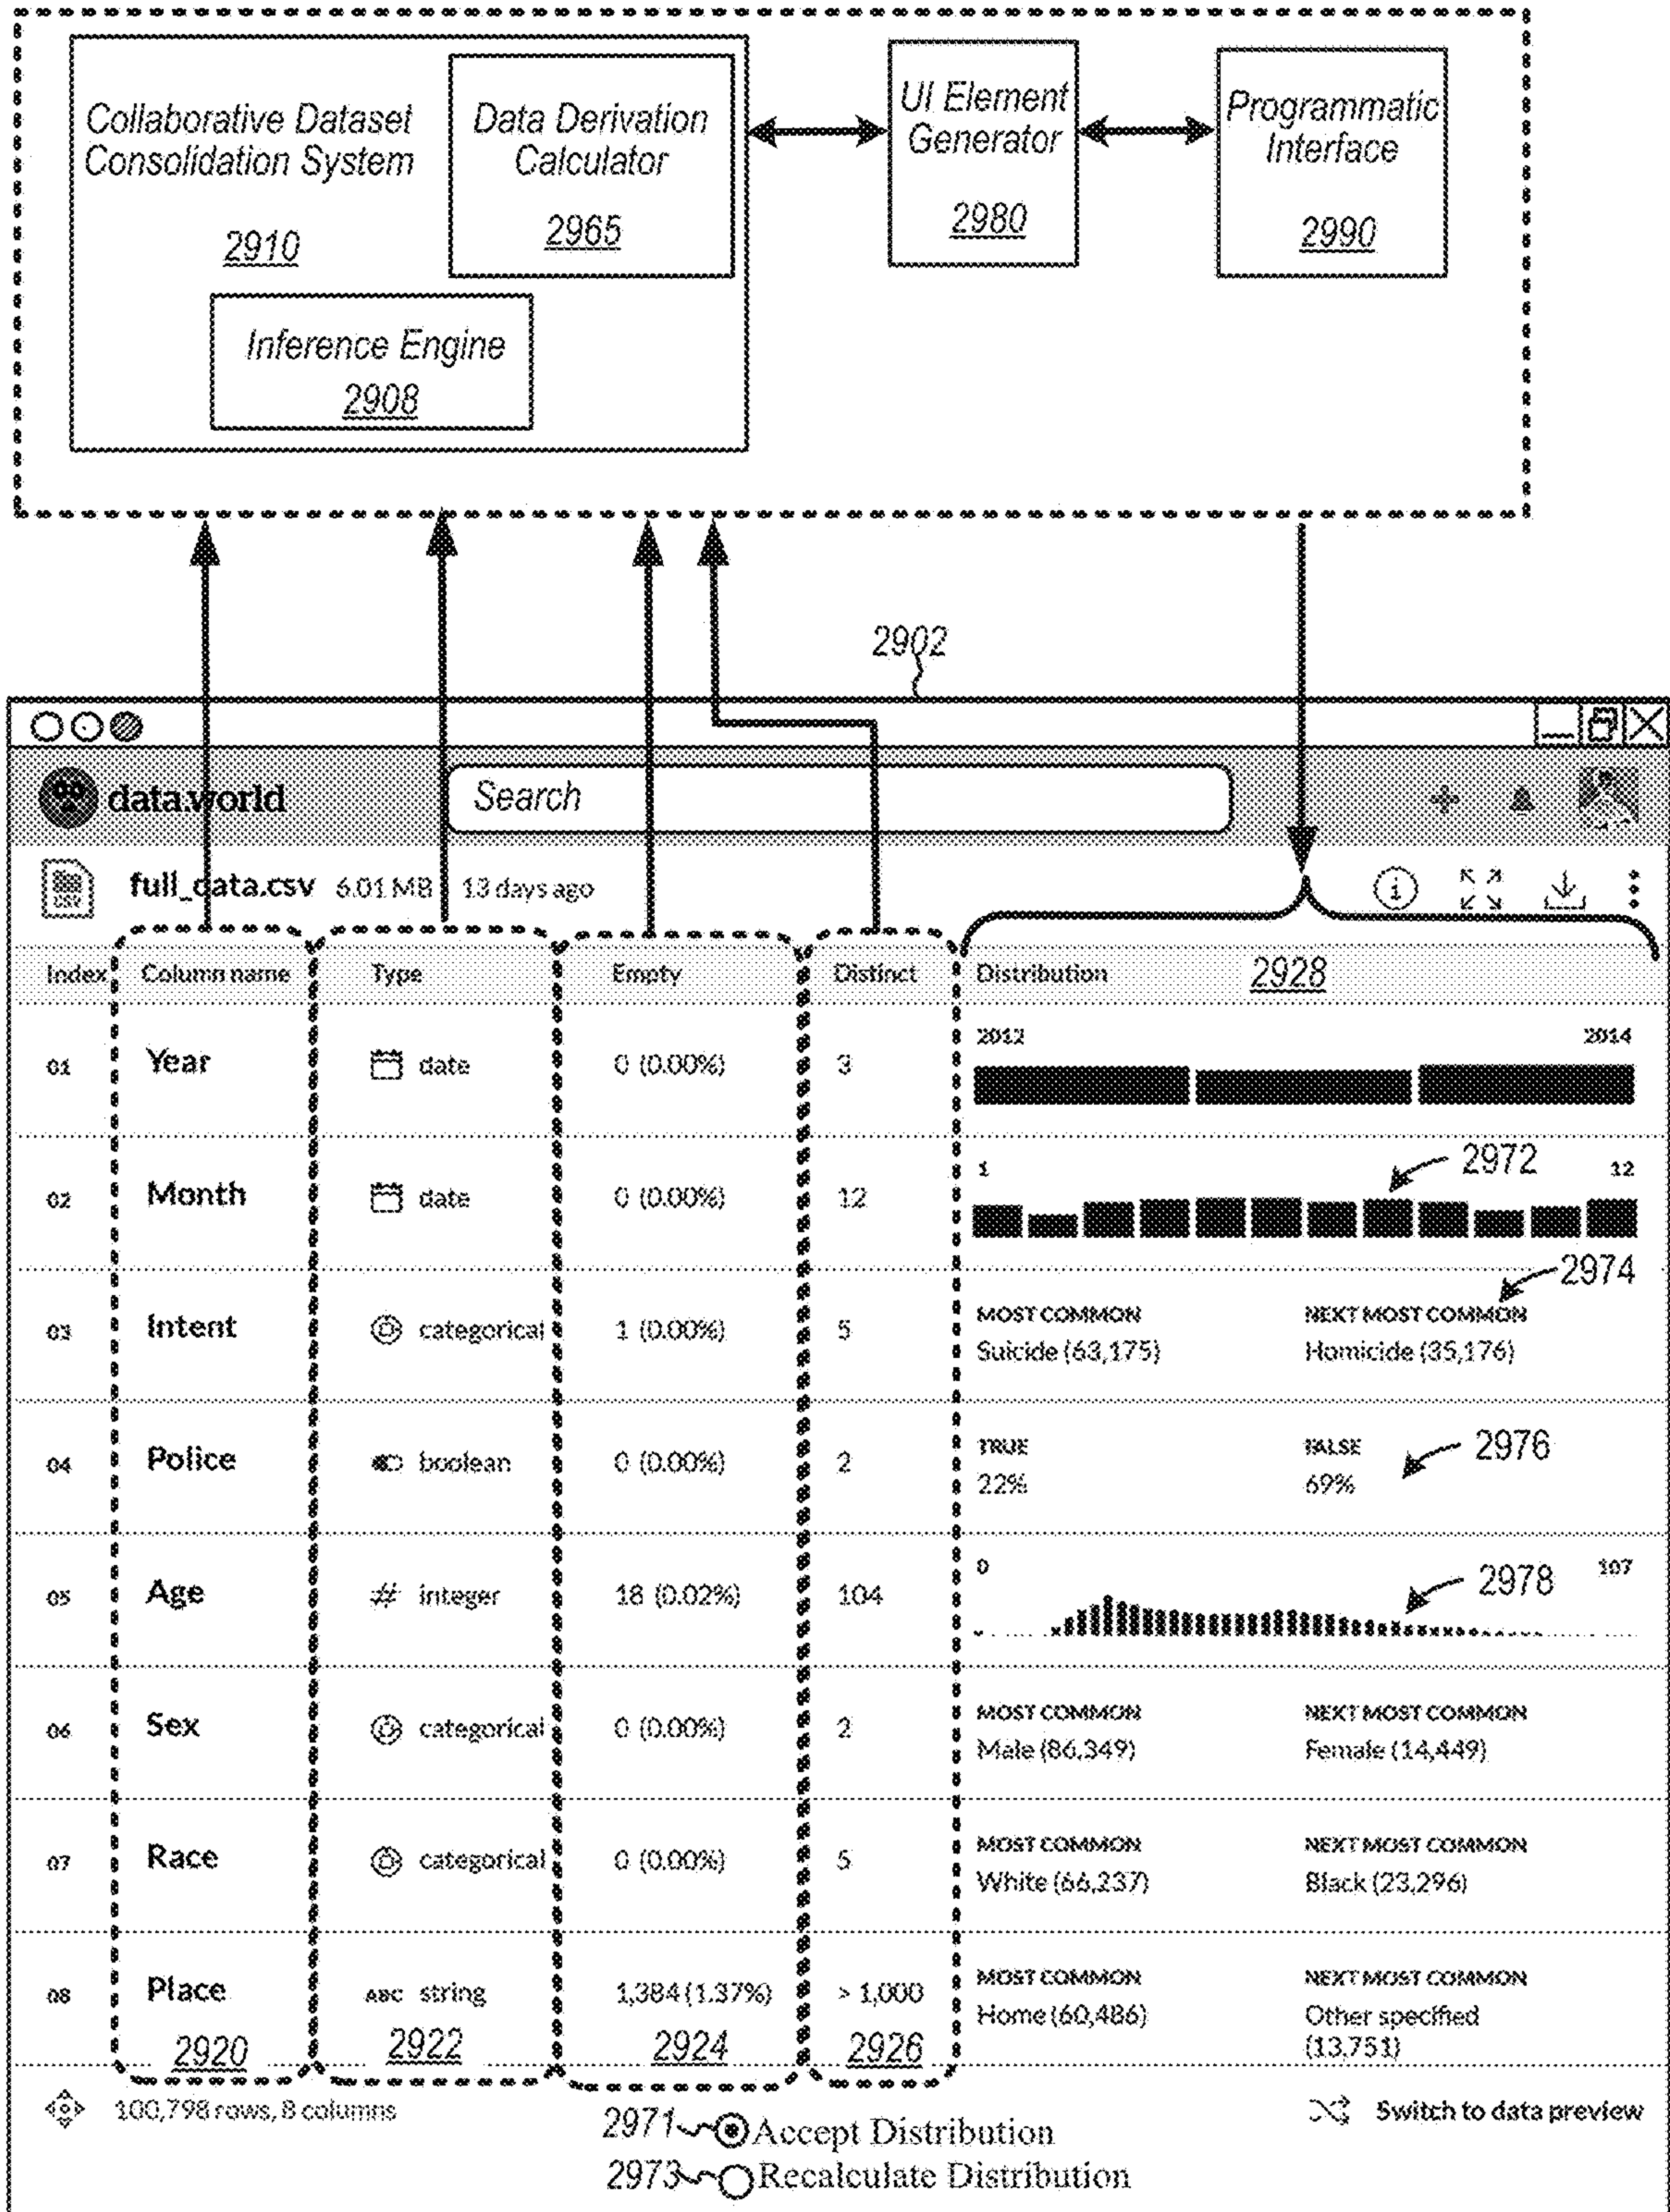 Collaborative Dataset
Consolidation System
2910
Data Derivation
Calculator
2965
Inference Engine
2908
UI Element
Generator
2980
Programmatic
Interface
2990
2902
data.world
Search
CSV
full_data.csv 6.01 MB 13 days ago
Index Column name Type Empty Distinct Distribution 2928
01 Year date 0 (0.00%) 3 2012 2014
02 Month date 0 (0.00%) 12 1 2972 12
2974
03 Intent categorical 1 (0.00%) 5 MOST COMMON NEXT MOST COMMON
Suicide (63,175) Homicide (35,176)
04 Police boolean 0 (0.00%) 2 TRUE FALSE 2976
22% 69%
05 Age # integer 18 (0.02%) 104 0 2978 107
06 Sex categorical 0 (0.00%) 2 MOST COMMON NEXT MOST COMMON
Male (86,349) Female (14,449)
07 Race categorical 0 (0.00%) 5 MOST COMMON NEXT MOST COMMON
White (66,237) Black (23,296)
08 Place ABC string 1,384 (1.37%) > 1,000 MOST COMMON NEXT MOST COMMON
Home (60,486) Other specified
(13,751)
2920 2922 2924 2926
100,798 rows, 8 columns Switch to data preview
2971 Accept Distribution
2973 Recalculate Distribution